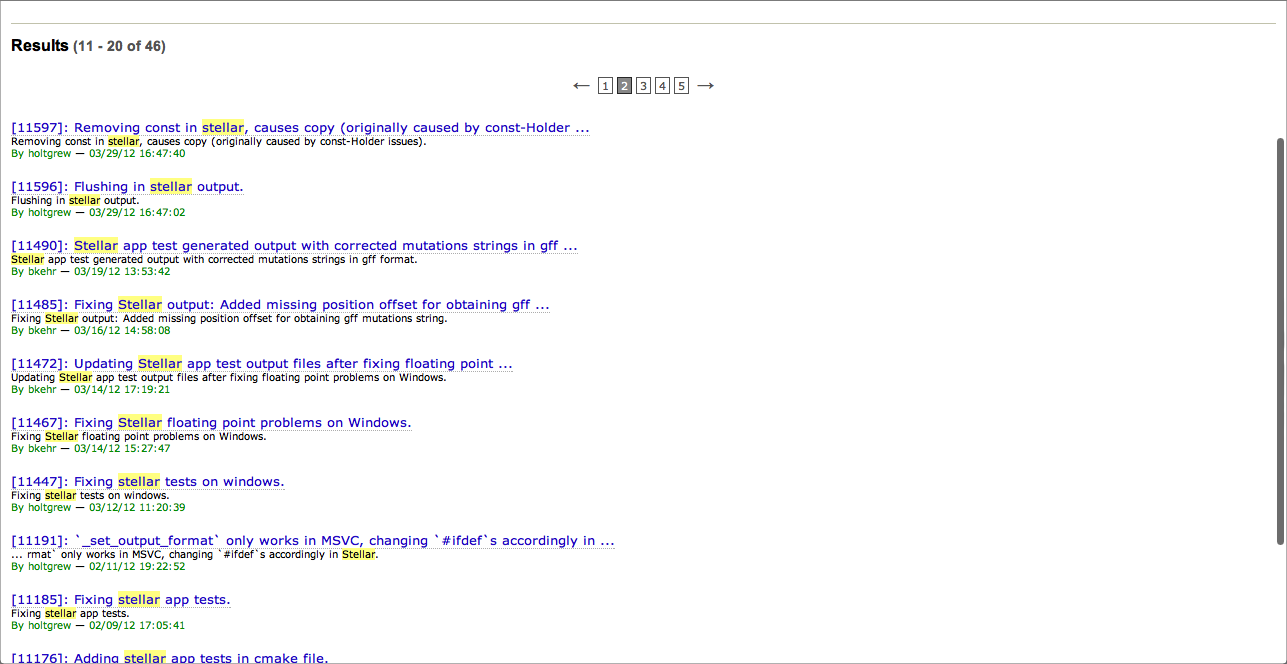 Results (11 - 20 of 46)
← 1 2 3 4 5 →
[11597]: Removing const in stellar, causes copy (originally caused by const-Holder ...
Removing const in stellar, causes copy (originally caused by const-Holder issues).
By holtgrew — 03/29/12 16:47:40
[11596]: Flushing in stellar output.
Flushing in stellar output.
By holtgrew — 03/29/12 16:47:02
[11490]: Stellar app test generated output with corrected mutations strings in gff ...
Stellar app test generated output with corrected mutations strings in gff format.
By bkehr — 03/19/12 13:53:42
[11485]: Fixing Stellar output: Added missing position offset for obtaining gff ...
Fixing Stellar output: Added missing position offset for obtaining gff mutations string.
By bkehr — 03/16/12 14:58:08
[11472]: Updating Stellar app test output files after fixing floating point ...
Updating Stellar app test output files after fixing floating point problems on Windows.
By bkehr — 03/14/12 17:19:21
[11467]: Fixing Stellar floating point problems on Windows.
Fixing Stellar floating point problems on Windows.
By bkehr — 03/14/12 15:27:47
[11447]: Fixing stellar tests on windows.
Fixing stellar tests on windows.
By holtgrew — 03/12/12 11:20:39
[11191]: `_set_output_format` only works in MSVC, changing `#ifdef`s accordingly in ...
... rmat` only works in MSVC, changing `#ifdef`s accordingly in Stellar.
By holtgrew — 02/11/12 19:22:52
[11185]: Fixing stellar app tests.
Fixing stellar app tests.
By holtgrew — 02/09/12 17:05:41
[11176]: Adding stellar app tests in cmake file.